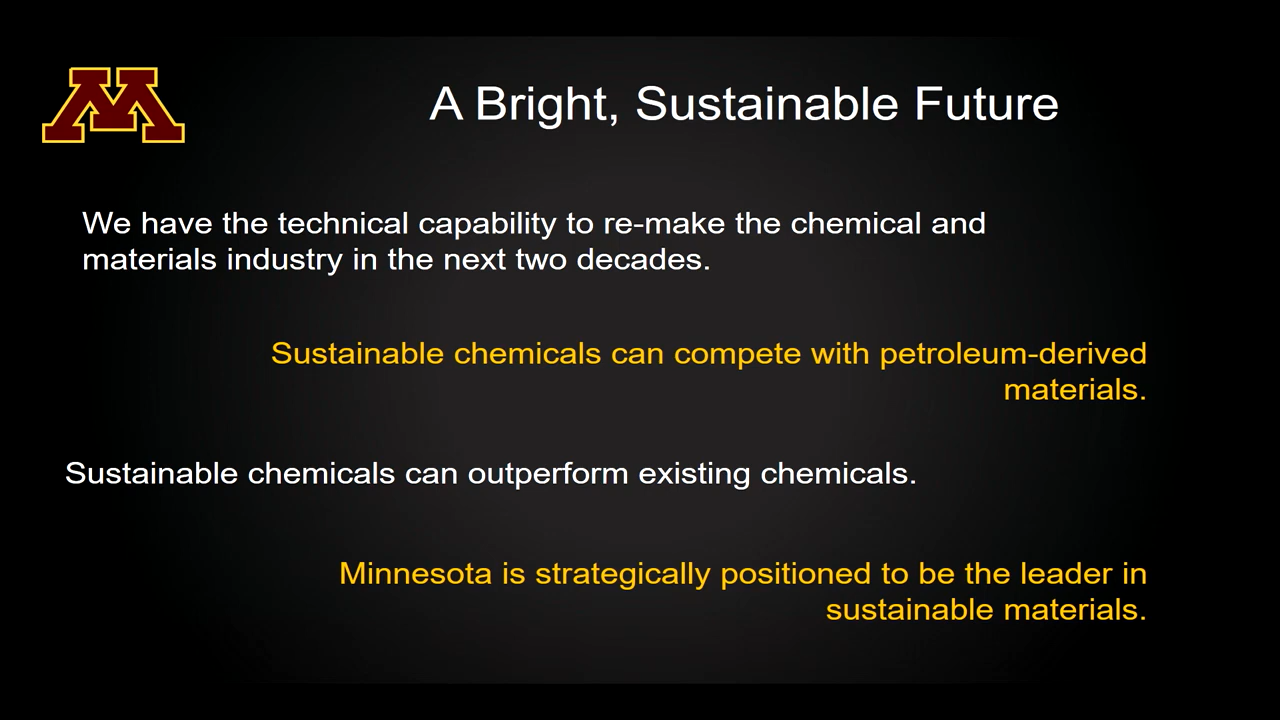 M
A Bright, Sustainable Future
We have the technical capability to re-make the chemical and
materials industry in the next two decades.
Sustainable chemicals can compete with petroleum-derived
materials.
Sustainable chemicals can outperform existing chemicals.
Minnesota is strategically positioned to be the leader in
sustainable materials.